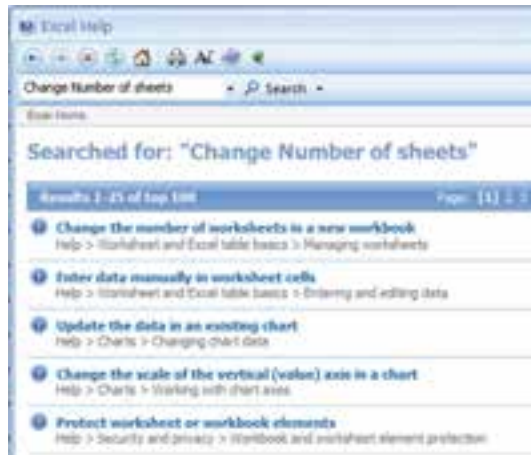 Excel Help
Change Number of sheets
Search
Excel Home
Searched for: "Change Number of sheets"
Results 1-25 of top 100 Page: [1] 2 3
Change the number of worksheets in a new workbook
Help > Worksheet and Excel table basics > Managing worksheets
Enter data manually in worksheet cells
Help > Worksheet and Excel table basics > Entering and editing data
Update the data in an existing chart
Help > Charts > Changing chart data
Change the scale of the vertical (value) axis in a chart
Help > Charts > Working with chart axes
Protect worksheet or workbook elements
Help > Security and privacy > Workbook and worksheet element protection